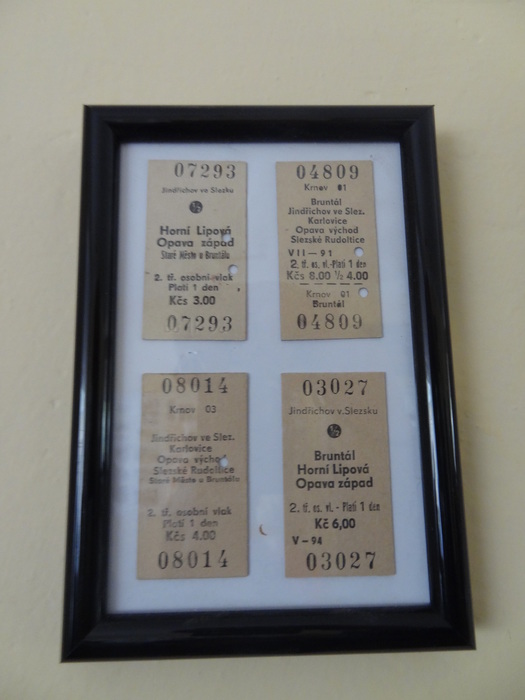 07293
Jindřichov ve Slezsku
½
Horní Lipová
Opava západ
Staré Město u Bruntálu
2. tř. osobní vlak
Platí 1 den
Kčs 3.00
07293
04809
Krnov 01
Bruntál
Jindřichov ve Slez.
Karlovice
Opava východ
Slezské Rudoltice
VII – 91
2. tř. os. vl.-Platí 1 den
Kčs 8.00 ½ 4.00
Krnov 01
Bruntál
04809
08014
Krnov 03
Jindřichov ve Slez.
Karlovice
Opava východ
Slezské Rudoltice
Staré Město u Bruntálu
2. tř. osobní vlak
Platí 1 den
Kčs 4.00
08014
03027
Jindřichov v.Slezsku
½
Bruntál
Horní Lipová
Opava západ
2. tř. os. vl. - Platí 1 den
Kč 6,00
V – 94
03027